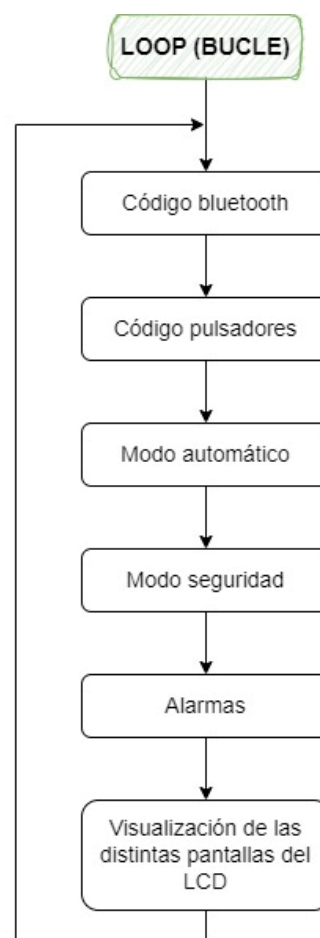 LOOP (BUCLE)
Código bluetooth
Código pulsadores
Modo automático
Modo seguridad
Alarmas
Visualización de las
distintas pantallas del
LCD